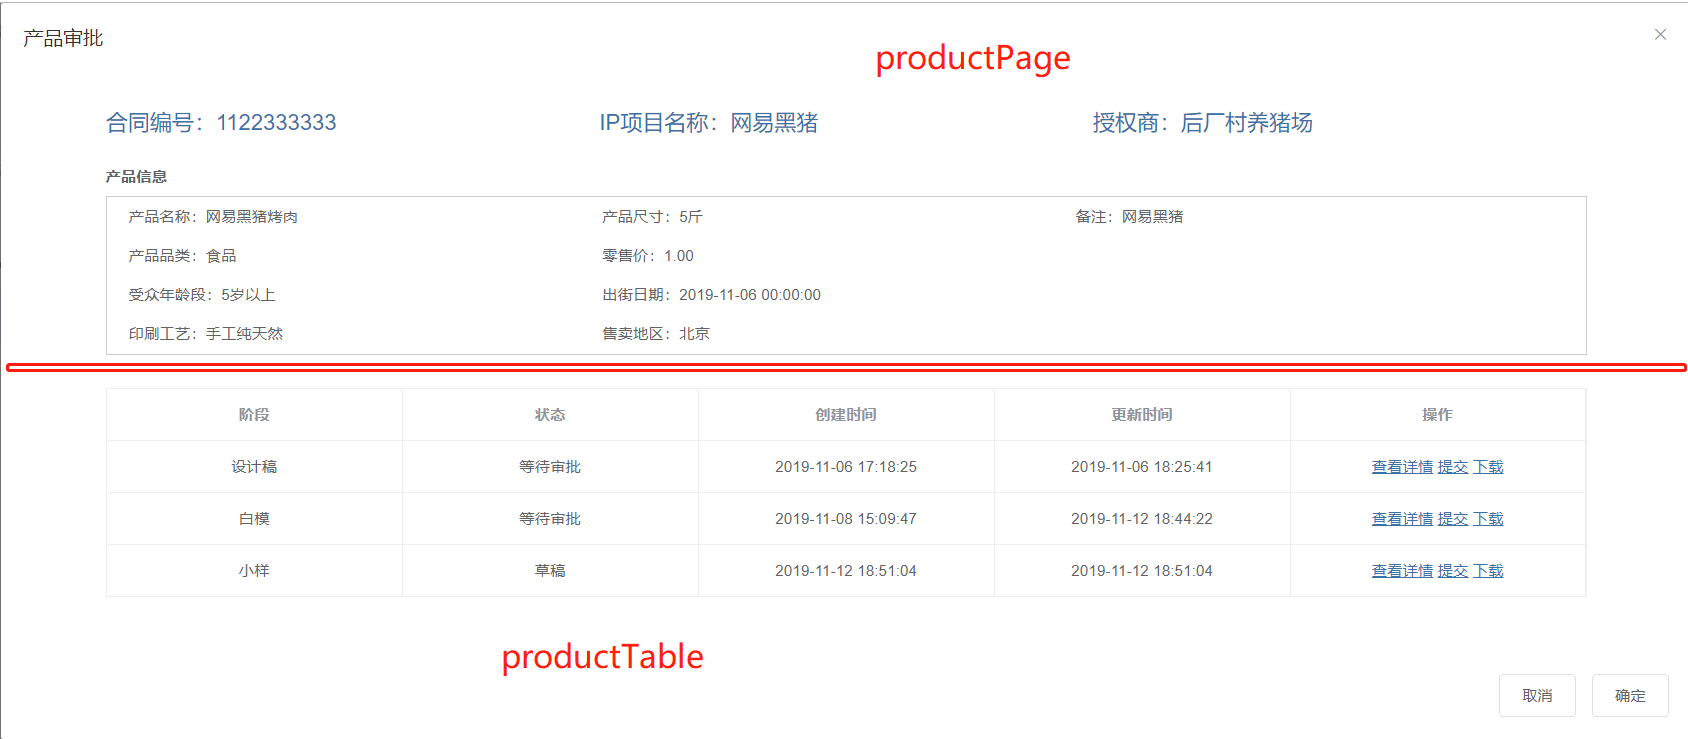 产品审批
productPage
合同编号：1122333333 IP项目名称：网易黑猪 授权商：后厂村养猪场
产品信息
产品名称：网易黑猪烤肉 产品尺寸：5斤 备注：网易黑猪
产品品类：食品 零售价：1.00
受众年龄段：5岁以上 出街日期：2019-11-06 00:00:00
印刷工艺：手工纯天然 售卖地区：北京
阶段 状态 创建时间 更新时间 操作
设计稿 等待审批 2019-11-06 17:18:25 2019-11-06 18:25:41 查看详情 提交 下载
白模 等待审批 2019-11-08 15:09:47 2019-11-12 18:44:22 查看详情 提交 下载
小样 草稿 2019-11-12 18:51:04 2019-11-12 18:51:04 查看详情 提交 下载
productTable
取消 确定